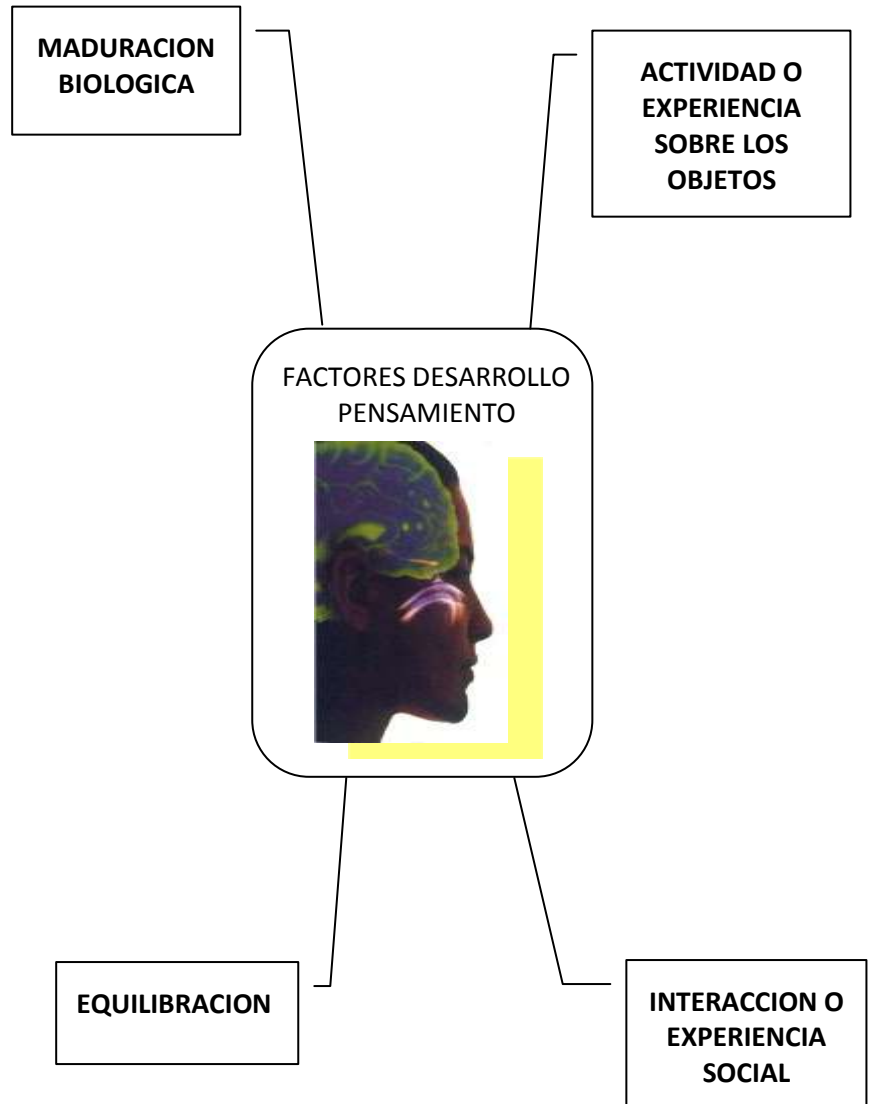 MADURACION
BIOLOGICA
ACTIVIDAD O
EXPERIENCIA
SOBRE LOS
OBJETOS
FACTORES DESARROLLO
PENSAMIENTO
EQUILIBRACION
INTERACCION O
EXPERIENCIA
SOCIAL